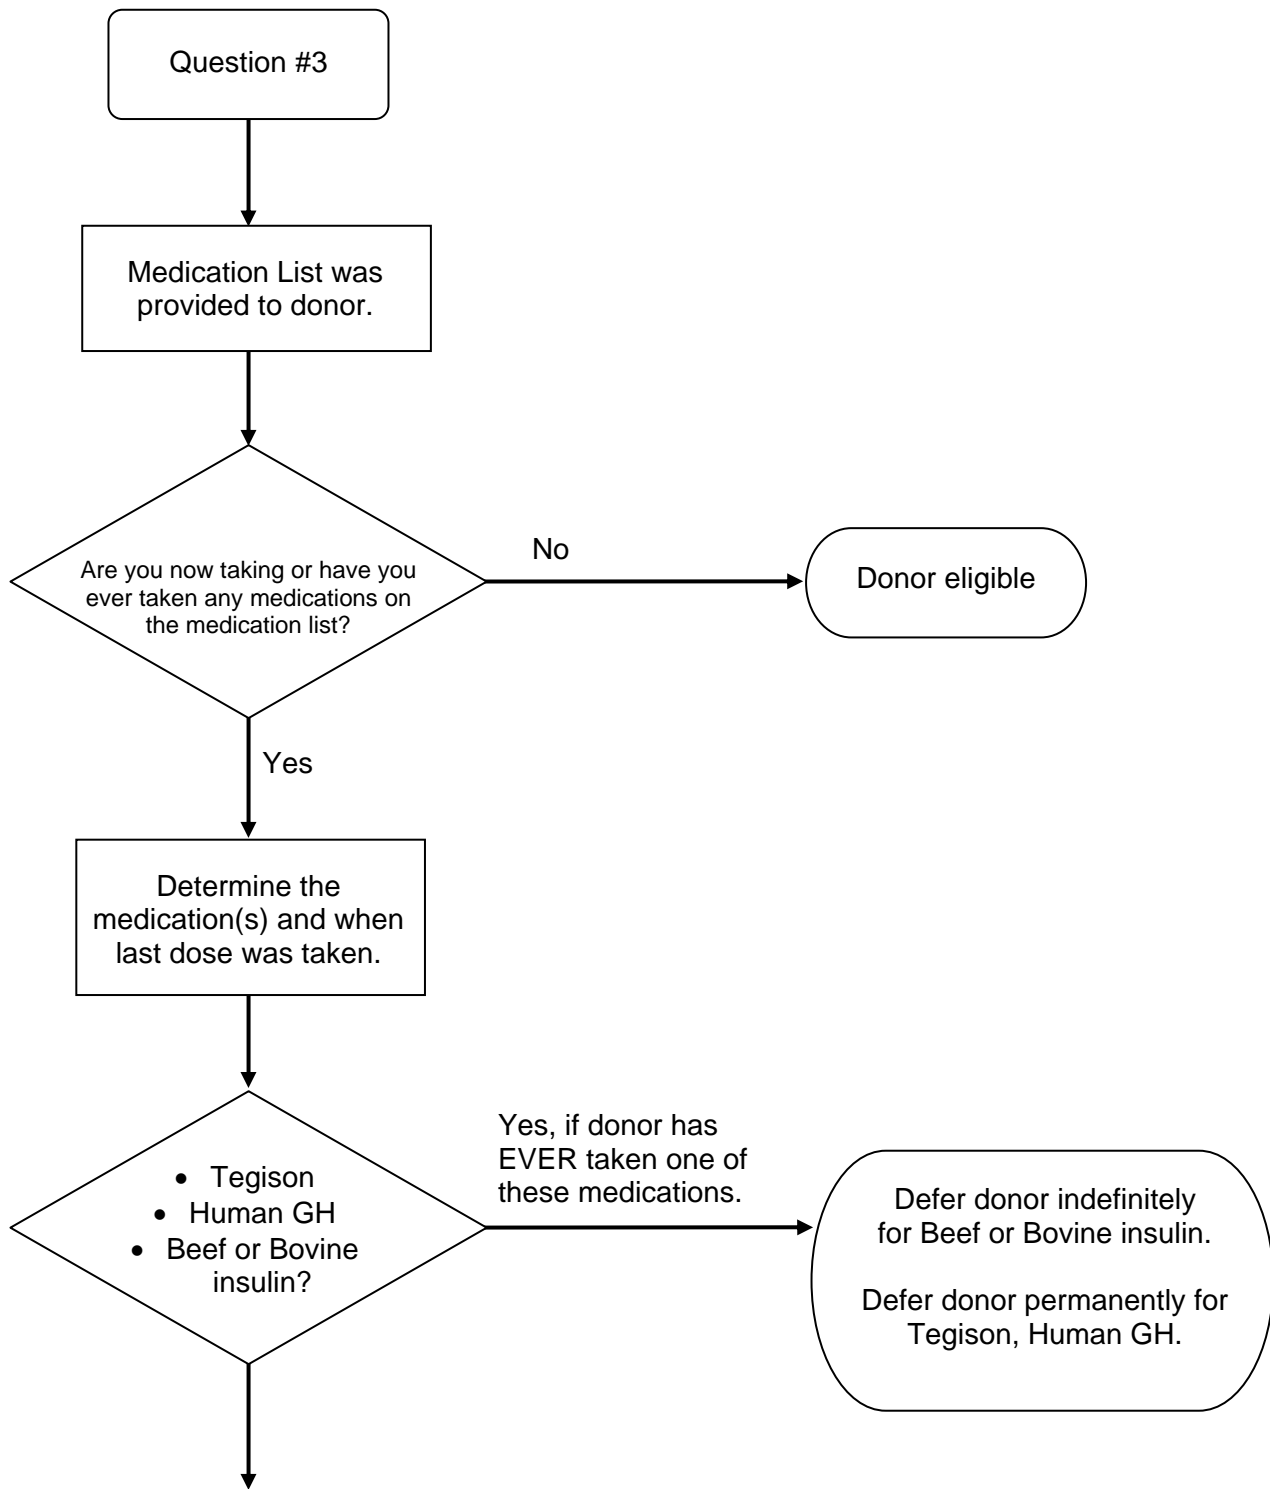 Question #3
Medication List was
provided to donor.
Are you now taking or have you
ever taken any medications on
the medication list?
No
Donor eligible
Yes
Determine the
medication(s) and when
last dose was taken.
• Tegison
• Human GH
• Beef or Bovine
insulin?
Yes, if donor has
EVER taken one of
these medications.
Defer donor indefinitely
for Beef or Bovine insulin.
Defer donor permanently for
Tegison, Human GH.